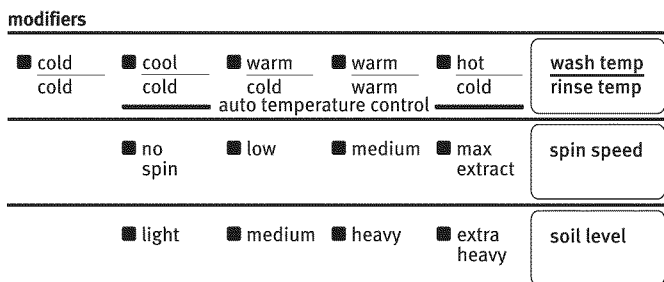 modifiers
cold cool warm warm hot wash temp
cold cold cold warm cold rinse temp
auto temperature control
no low medium max spin speed
spin extract
light medium heavy extra soil level
heavy